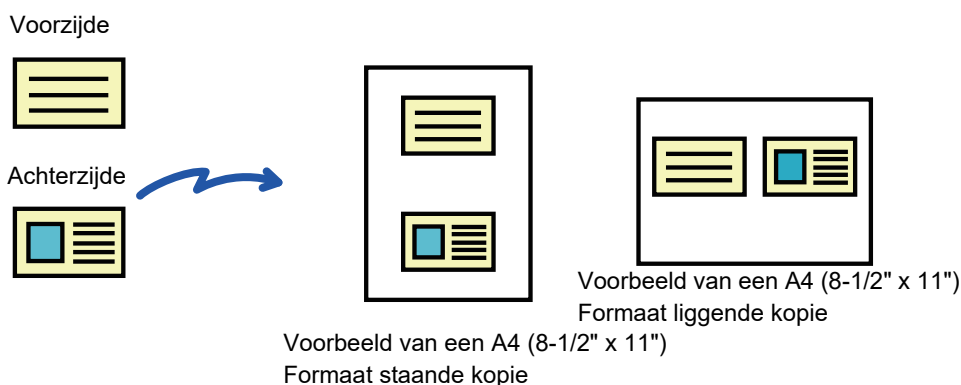 Voorzijde
Achterzijde
Voorbeeld van een A4 (8-1/2" x 11")
Formaat staande kopie
Voorbeeld van een A4 (8-1/2" x 11")
Formaat liggende kopie